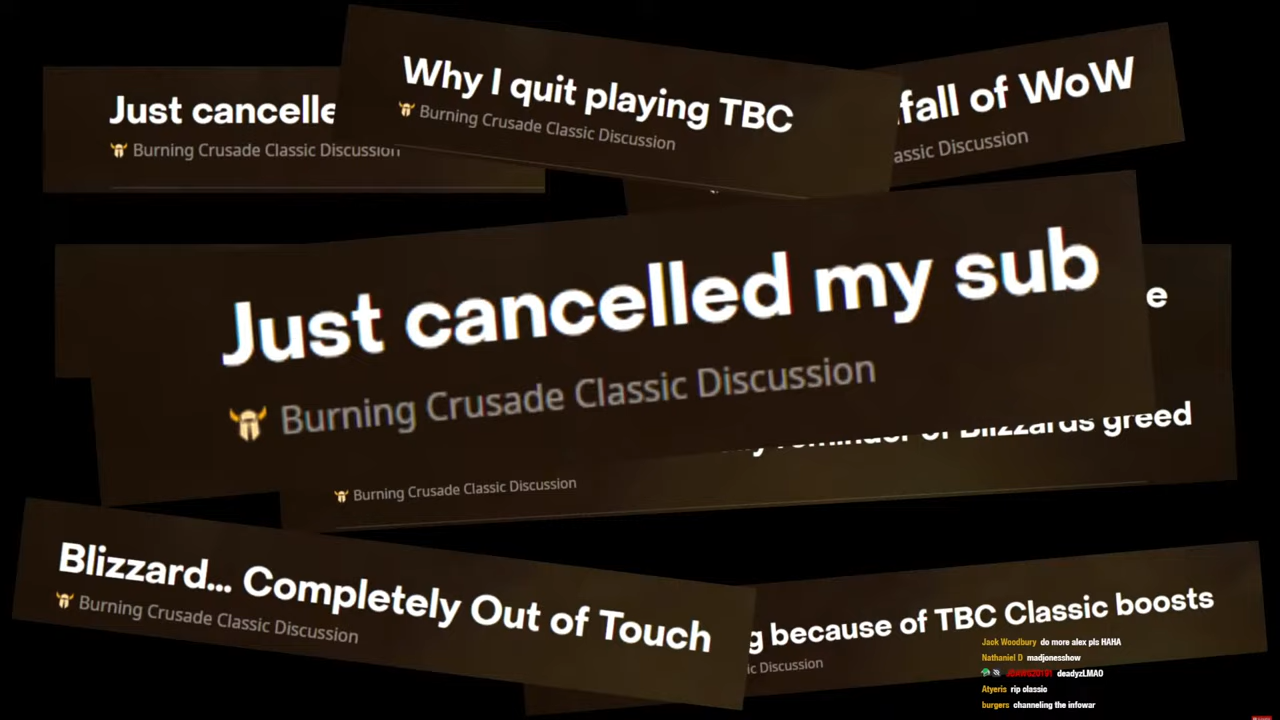 Just cancelle
Burning Crusade Classic Discussion
Why I quit playing TBC
Burning Crusade Classic Discussion
fall of WoW
assic Discussion
Just cancelled my sub
Burning Crusade Classic Discussion
e
reminder of Blizzards greed
Burning Crusade Classic Discussion
Blizzard... Completely Out of Touch
Burning Crusade Classic Discussion
g because of TBC Classic boosts
ic Discussion
Jack Woodbury do more alex pls HAHA
Nathaniel D madjonesshow
deadyzLMAO
Atyeris rip classic
burgers channeling the infowar